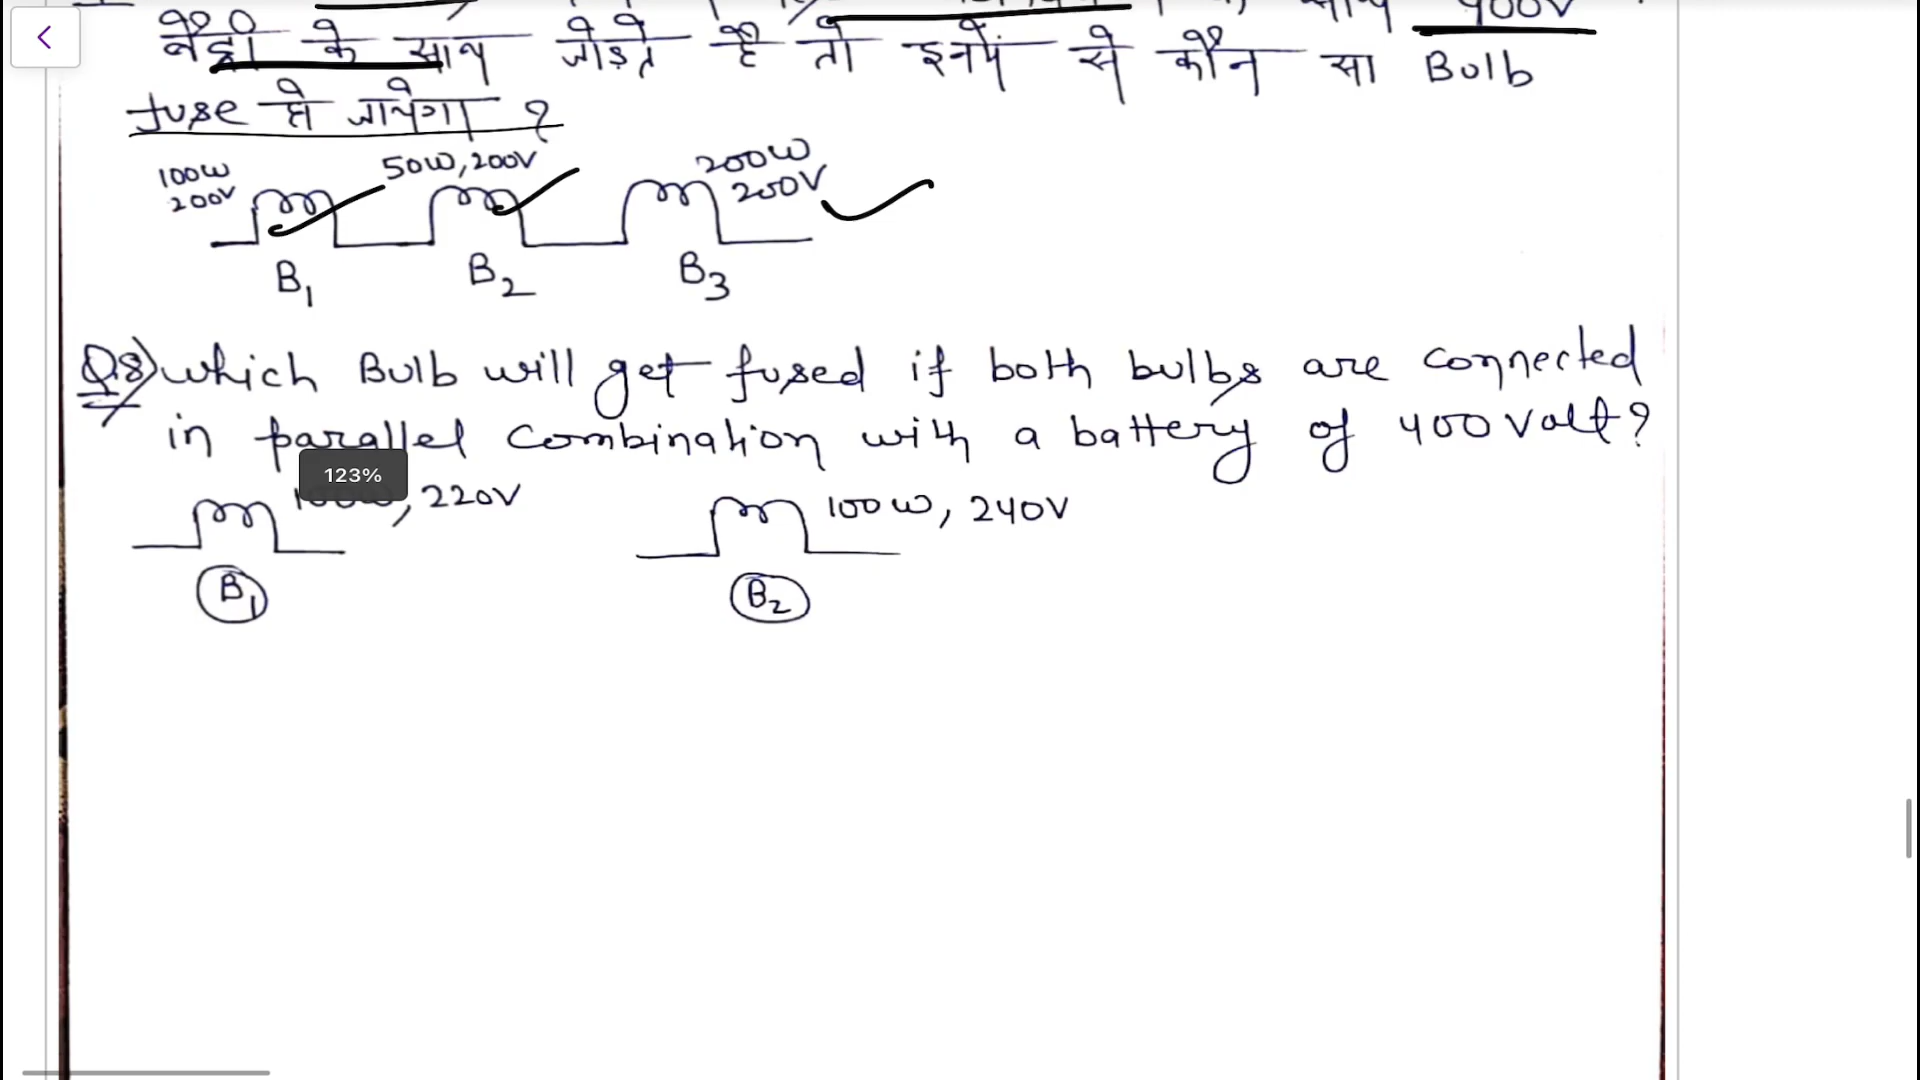 बैट्री के साथ जोड़ते है तो इनमें से कौन सा Bulb
fuse हो जायेगा ?
100W
200V
50W, 200V
200W
200V
B1
B2
B3
Q.8) which Bulb will get fused if both bulbs are connected
in parallel combination with a battery of 400 Volt?
123%
, 220V
100W, 240V
B1
B2